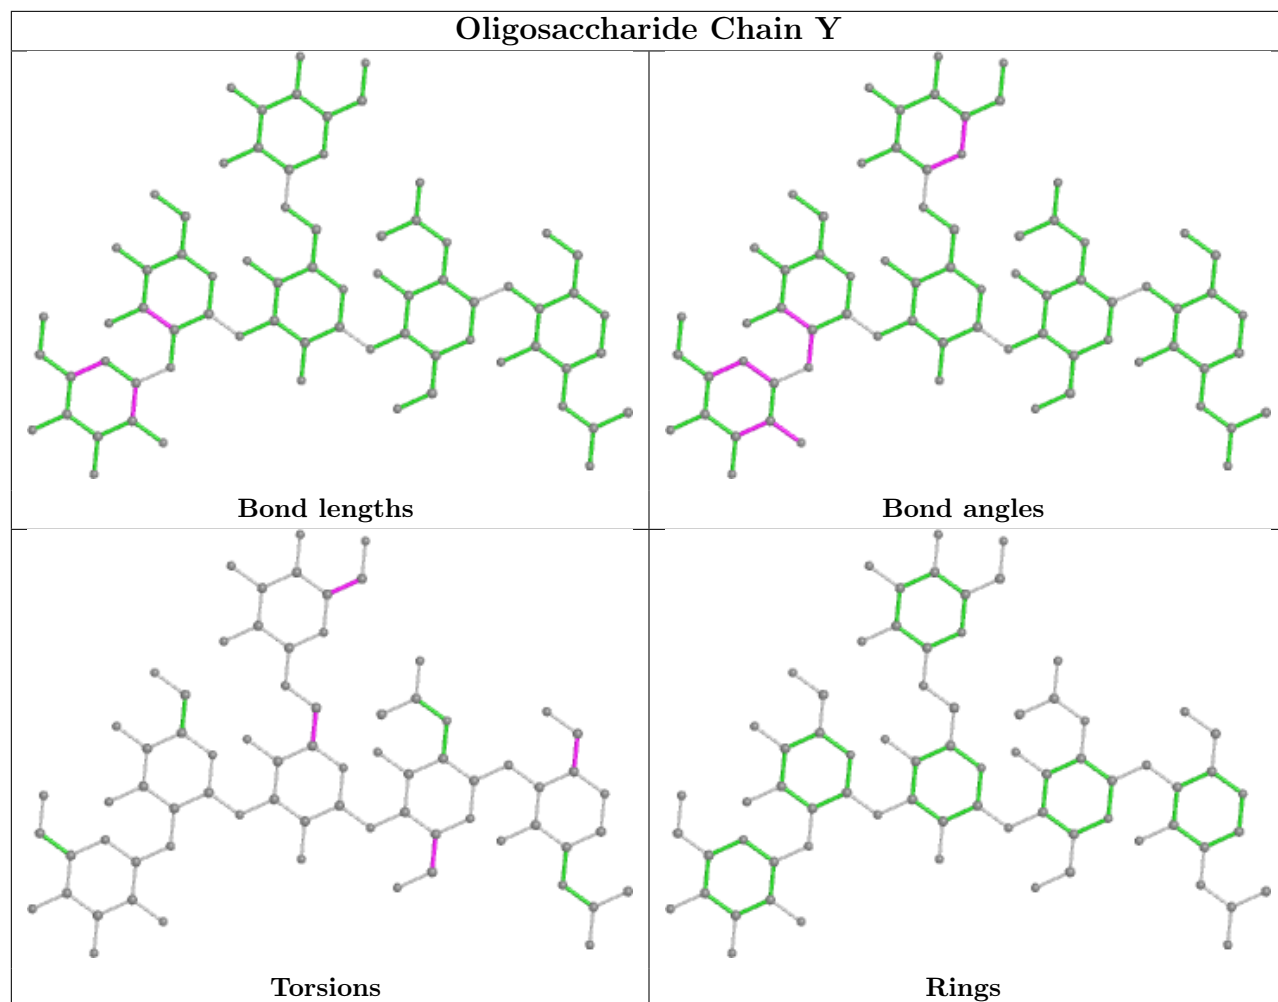 Oligosaccharide Chain Y
Bond lengths
Bond angles
Torsions
Rings